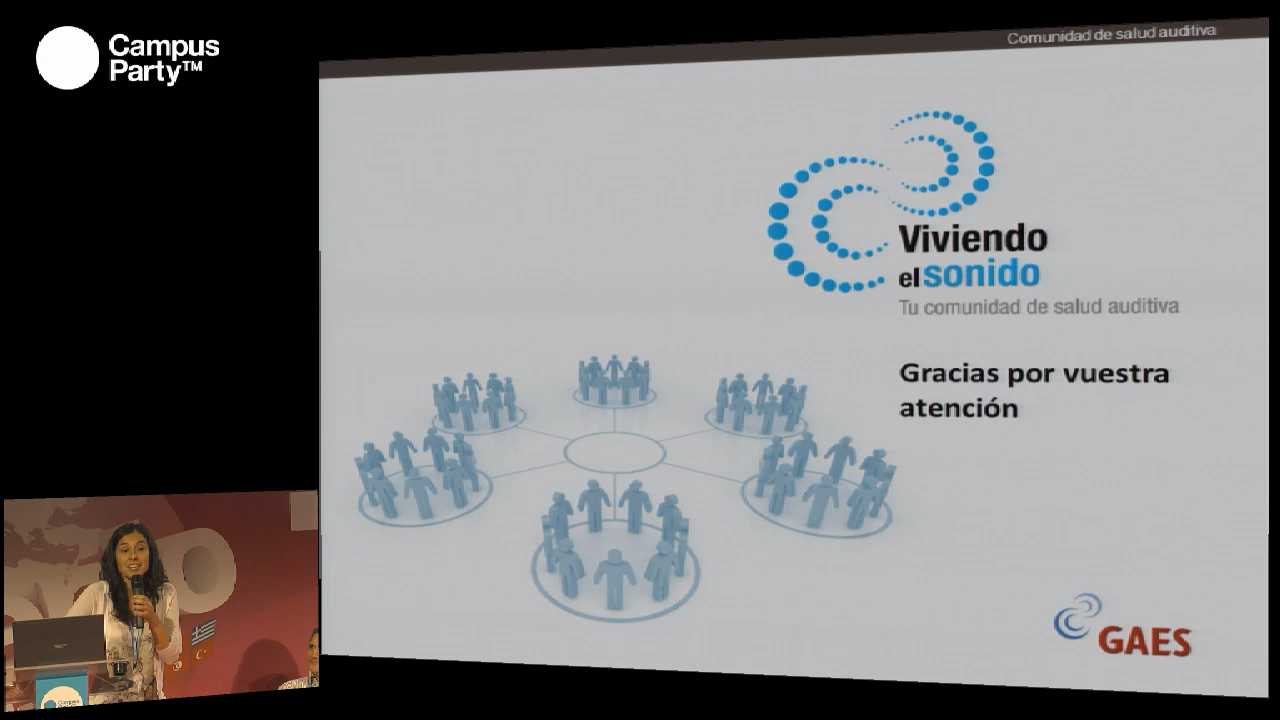 Campus
Party™
Comunidad de salud auditiva
Viviendo
el sonido
Tu comunidad de salud auditiva
Gracias por vuestra
atención
GAES
Campus